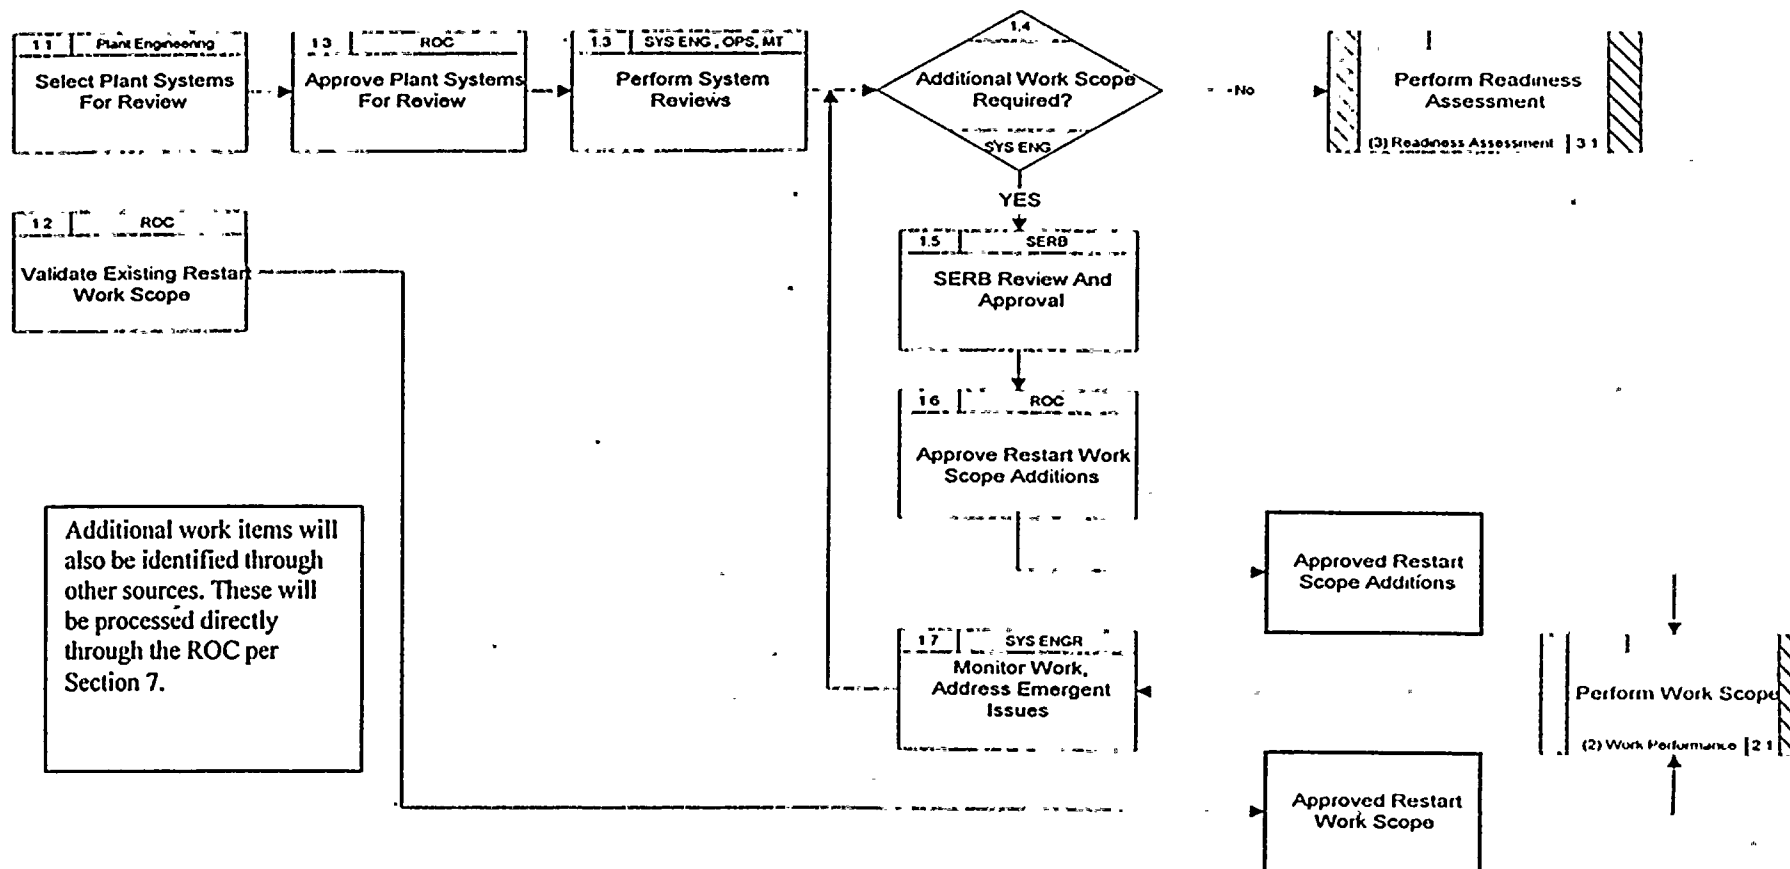 1 1 Plant Engineering
Select Plant Systems
For Review
1 3 ROC
Approve Plant Systems
For Review
1.3 SYS ENG, OPS, MT
Perform System
Reviews
1.4
Additional Work Scope
Required?
SYS ENG
No
Perform Readiness
Assessment
(3) Readiness Assessment 3 1
YES
1 2 ROC
Validate Existing Restart
Work Scope
1.5 SERB
SERB Review And
Approval
1 6 ROC
Approve Restart Work
Scope Additions
Additional work items will
also be identified through
other sources. These will
be processed directly
through the ROC per
Section 7.
Approved Restart
Scope Additions
1 7 SYS ENGR
Monitor Work,
Address Emergent
Issues
Perform Work Scope
(2) Work Performance 2 1
Approved Restart
Work Scope